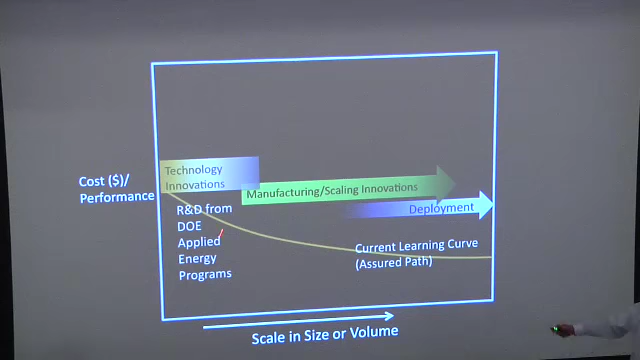 Technology
Innovations
Cost ($)/
Performance
Manufacturing/Scaling Innovations
Deployment
R&D from
DOE
Applied
Energy
Programs
Current Learning Curve
(Assured Path)
Scale in Size or Volume